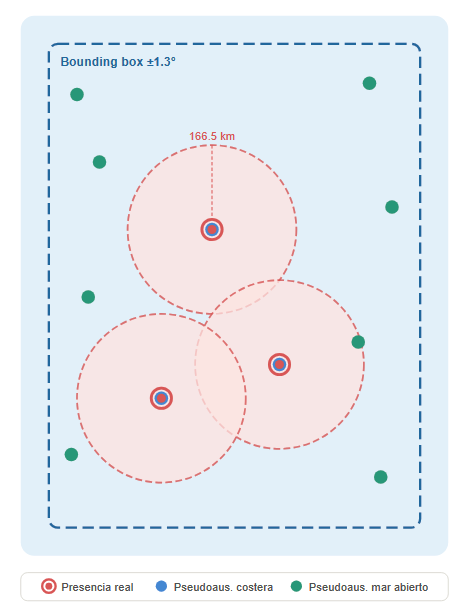 Bounding box ±1.3°
166.5 km
Presencia real
Pseudoaus. costera
Pseudoaus. mar abierto